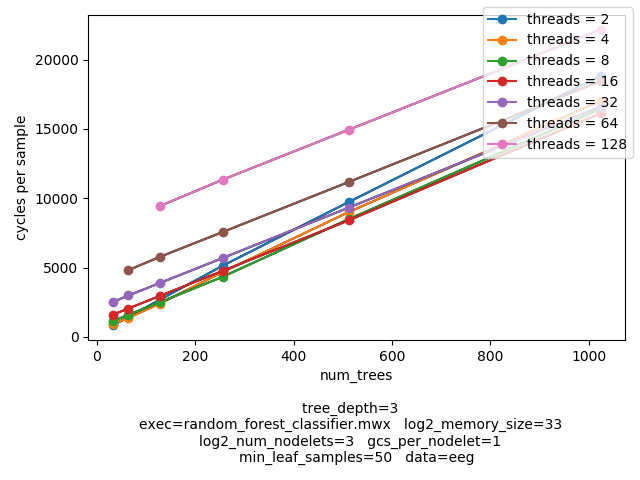 threads = 2
threads = 4
threads = 8
threads = 16
threads = 32
threads = 64
threads = 128
20000
15000
10000
5000
0
cycles per sample
0 200 400 600 800 1000
num_trees
tree_depth=3
exec=random_forest_classifier.mwx log2_memory_size=33
log2_num_nodelets=3 gcs_per_nodelet=1
min_leaf_samples=50 data=eeg